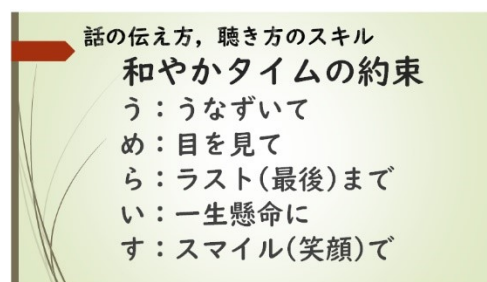 話の伝え方，聴き方のスキル
和やかタイムの約束
う：うなずいて
め：目を見て
ら：ラスト(最後)まで
い：一生懸命に
す：スマイル(笑顔)で